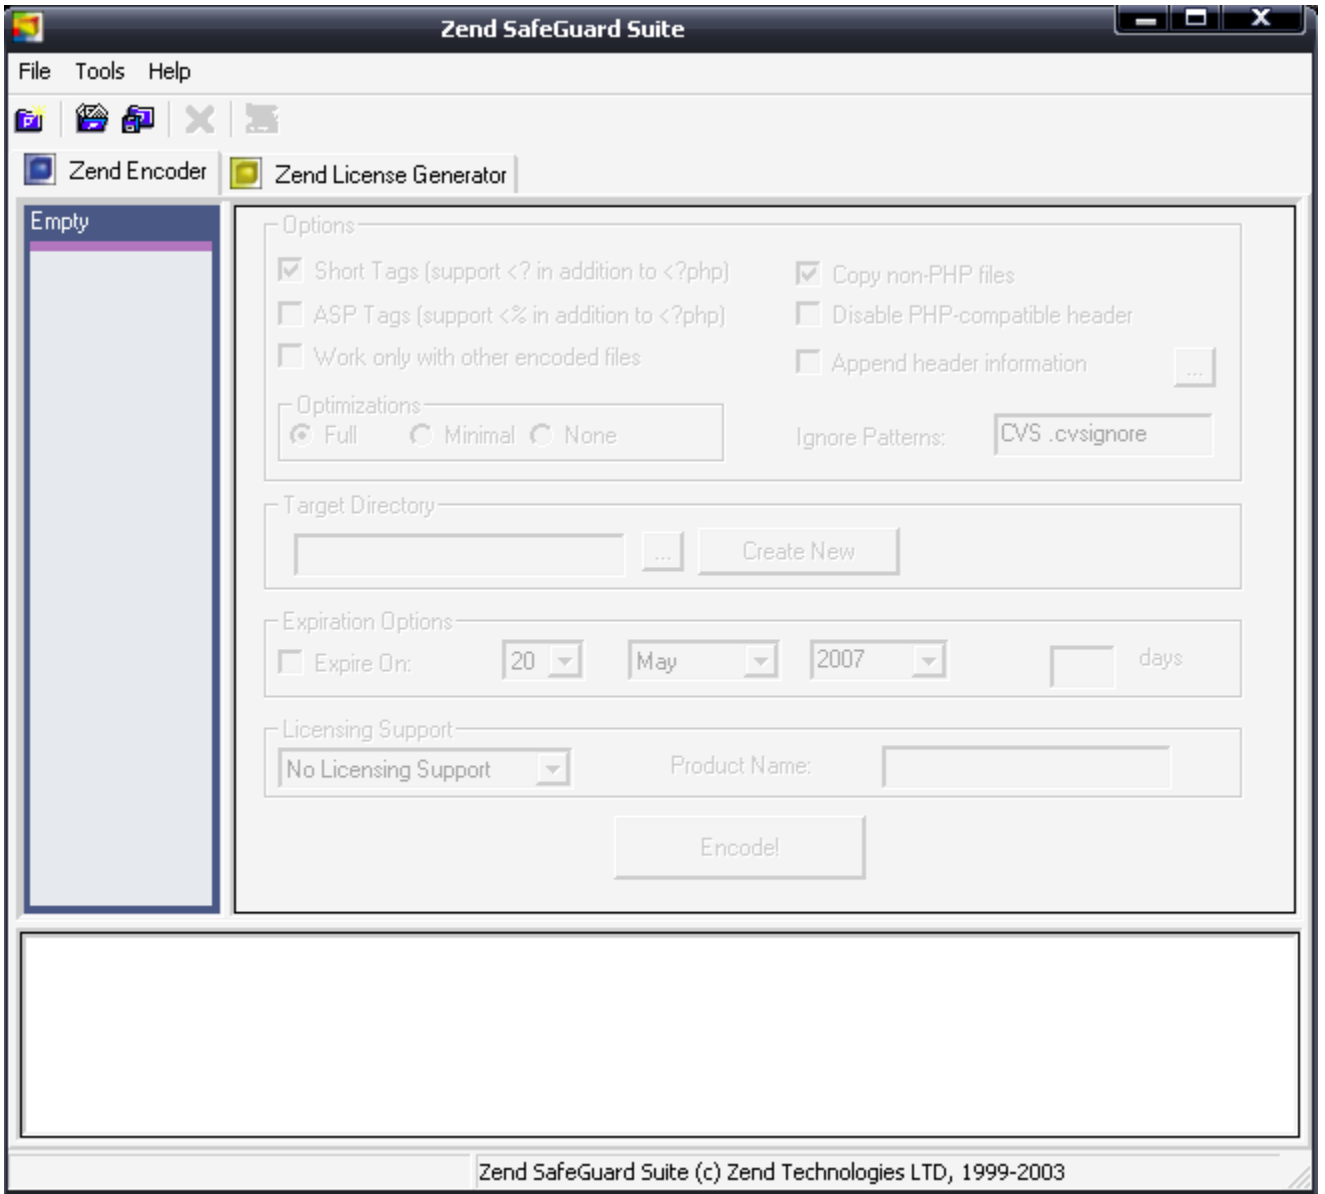 Zend SafeGuard Suite
File Tools Help
Zend Encoder Zend License Generator
Empty
Options
Short Tags (support <? in addition to <?php) Copy non-PHP files
ASP Tags (support <% in addition to <?php) Disable PHP-compatible header
Work only with other encoded files Append header information ...
Optimizations
Full Minimal None Ignore Patterns: CVS .cvsignore
Target Directory
... Create New
Expiration Options
Expire On: 20 May 2007 days
Licensing Support
No Licensing Support Product Name:
Encode!
Zend SafeGuard Suite (c) Zend Technologies LTD, 1999-2003